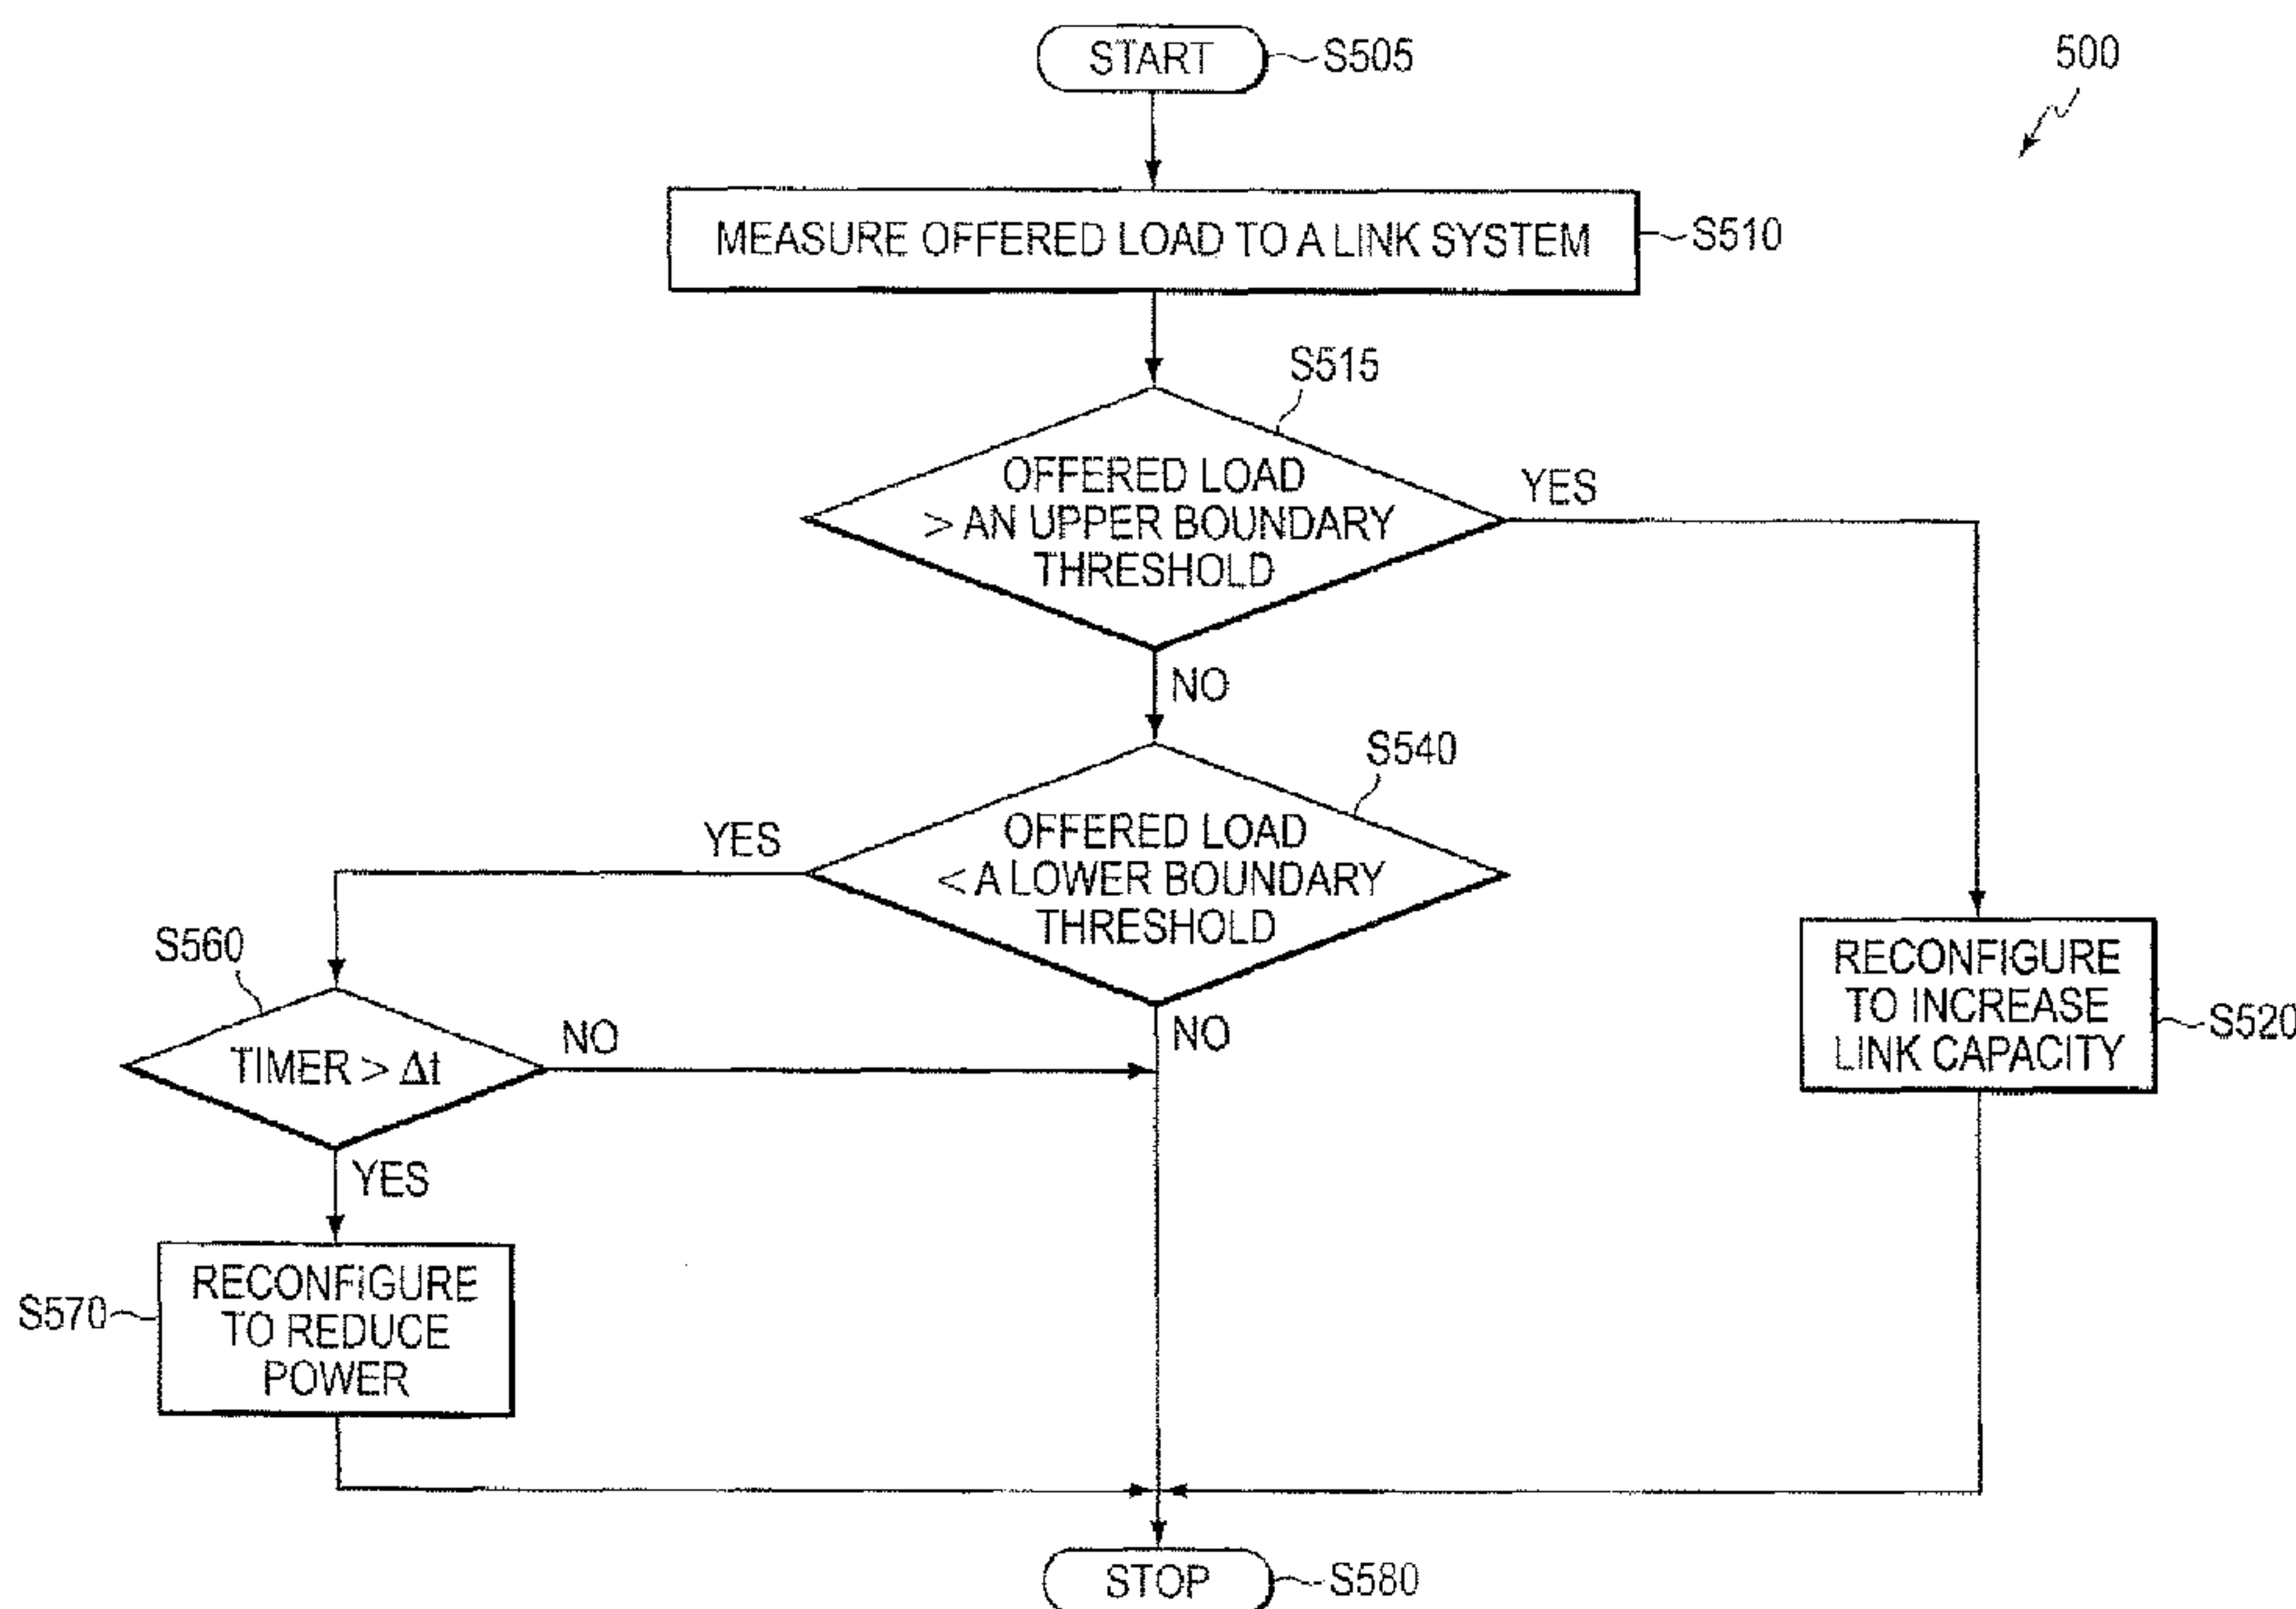 START
S505
500
MEASURE OFFERED LOAD TO A LINK SYSTEM
S510
S515
OFFERED LOAD
> AN UPPER BOUNDARY
THRESHOLD
YES
NO
S540
OFFERED LOAD
< A LOWER BOUNDARY
THRESHOLD
YES
NO
S560
TIMER > Δt
NO
YES
RECONFIGURE
TO INCREASE
LINK CAPACITY
S520
S570
RECONFIGURE
TO REDUCE
POWER
STOP
S580